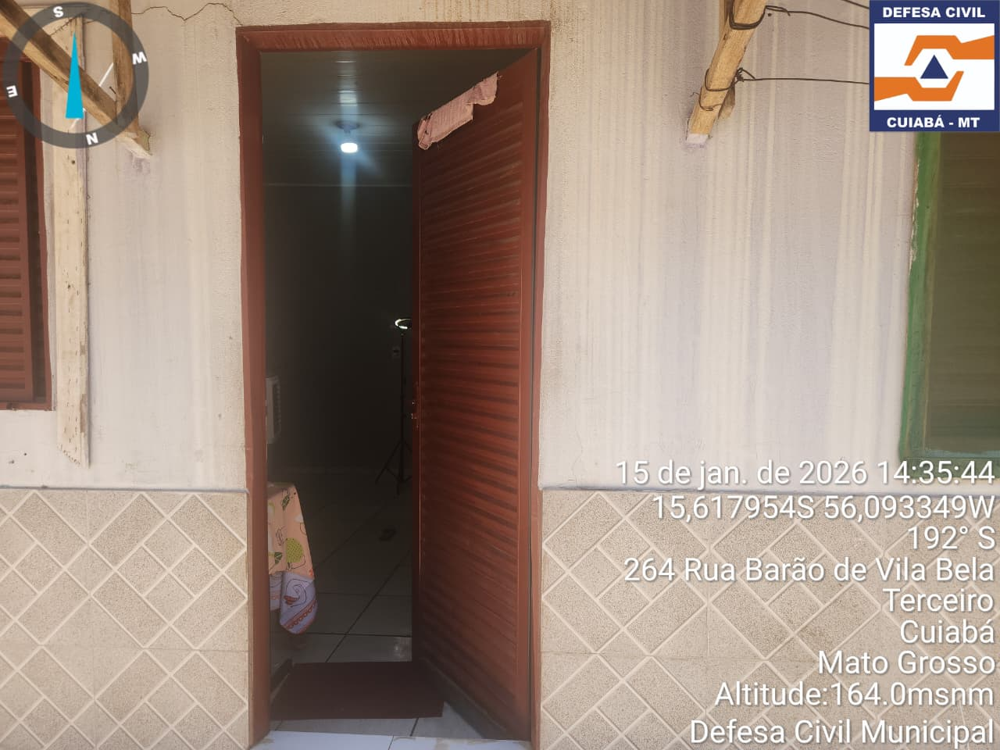 S
W
E
N
DEFESA CIVIL
CUIABÁ - MT
15 de jan. de 2026 14:35:44
15,617954S 56,093349W
192° S
264 Rua Barão de Vila Bela
Terceiro
Cuiabá
Mato Grosso
Altitude:164.0msnm
Defesa Civil Municipal